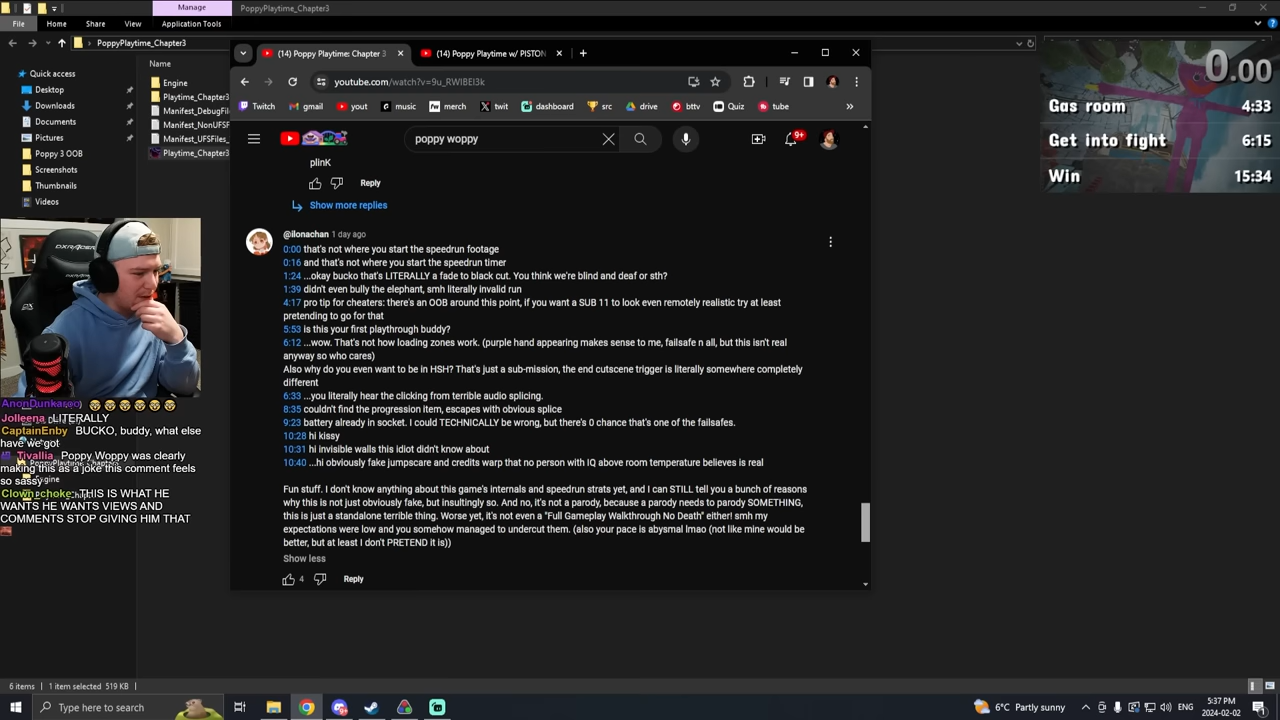 Manage
PoppyPlaytime_Chapter3
File
Home
Share
View
Application Tools
PoppyPlaytime_Chapter3
Quick access
Desktop
Downloads
Documents
Pictures
Poppy 3 OOB
Screenshots
Thumbnails
Videos
Name
Engine
Playtime_Chapter3
Manifest_DebugFil
Manifest_NonUFSF
Manifest_UFSFiles_
Playtime_Chapter3
(14) Poppy Playtime: Chapter 3
(14) Poppy Playtime w/ PISTON
youtube.com/watch?v=9u_RWIBEI3k
Twitch
gmail
yout
music
merch
twit
dashboard
src
drive
bttv
Quiz
tube
poppy woppy
9+
plinK
Reply
Show more replies
@ilonachan 1 day ago
0:00 that's not where you start the speedrun footage
0:16 and that's not where you start the speedrun timer
1:24 ...okay bucko that's LITERALLY a fade to black cut. You think we're blind and deaf or sth?
1:39 didn't even bully the elephant, smh literally invalid run
4:17 pro tip for cheaters: there's an OOB around this point, if you want a SUB 11 to look even remotely realistic try at least
pretending to go for that
5:53 is this your first playthrough buddy?
6:12 ...wow. That's not how loading zones work. (purple hand appearing makes sense to me, failsafe n all, but this isn't real
anyway so who cares)
Also why do you even want to be in HSH? That's just a sub-mission, the end cutscene trigger is literally somewhere completely
different
6:33 ...you literally hear the clicking from terrible audio splicing.
8:35 couldn't find the progression item, escapes with obvious splice
9:23 battery already in socket. I could TECHNICALLY be wrong, but there's 0 chance that's one of the failsafes.
10:28 hi kissy
10:31 hi invisible walls this idiot didn't know about
10:40 ...hi obviously fake jumpscare and credits warp that no person with IQ above room temperature believes is real
Fun stuff. I don't know anything about this game's internals and speedrun strats yet, and I can STILL tell you a bunch of reasons
why this is not just obviously fake, but insultingly so. And no, it's not a parody, because a parody needs to parody SOMETHING,
this is just a standalone terrible thing. Worse yet, it's not even a "Full Gameplay Walkthrough No Death" either! smh my
expectations were low and you somehow managed to undercut them. (also your pace is abysmal lmao (not like mine would be
better, but at least I don't PRETEND it is))
Show less
4
Reply
0.00
Gas room 4:33
Get into fight 6:15
Win 15:34
DXRACER
AnonDunkaroo:
Jolleena: LITERALLY
CaptainEnby: BUCKO, buddy, what else
have we got
Tivallia: Poppy Woppy was clearly
making this as a joke this comment feels
so sassy
Clown_choke: THIS IS WHAT HE
WANTS HE WANTS VIEWS AND
COMMENTS STOP GIVING HIM THAT
6 items
1 item selected 519 KB
Type here to search
6°C Partly sunny
ENG
5:37 PM
2024-02-02